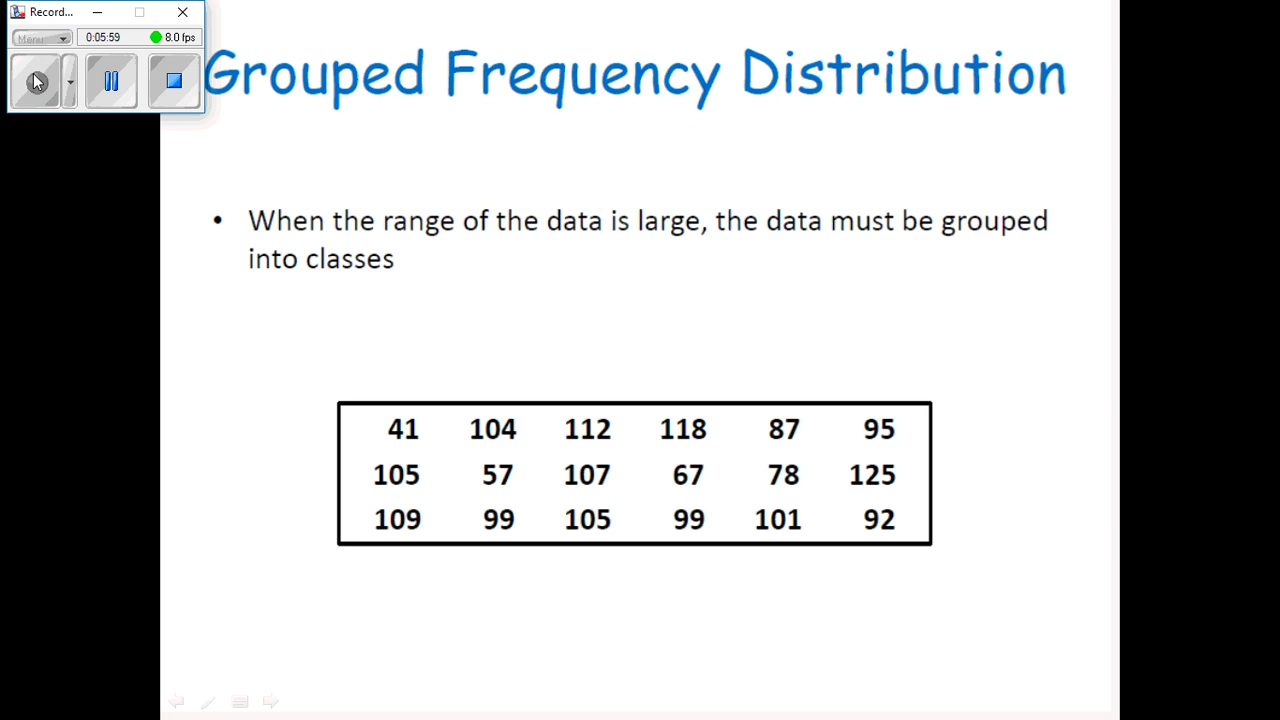 Record...
Menu 0:05:59 8.0 fps
Grouped Frequency Distribution
• When the range of the data is large, the data must be grouped
into classes
41 104 112 118 87 95
105 57 107 67 78 125
109 99 105 99 101 92